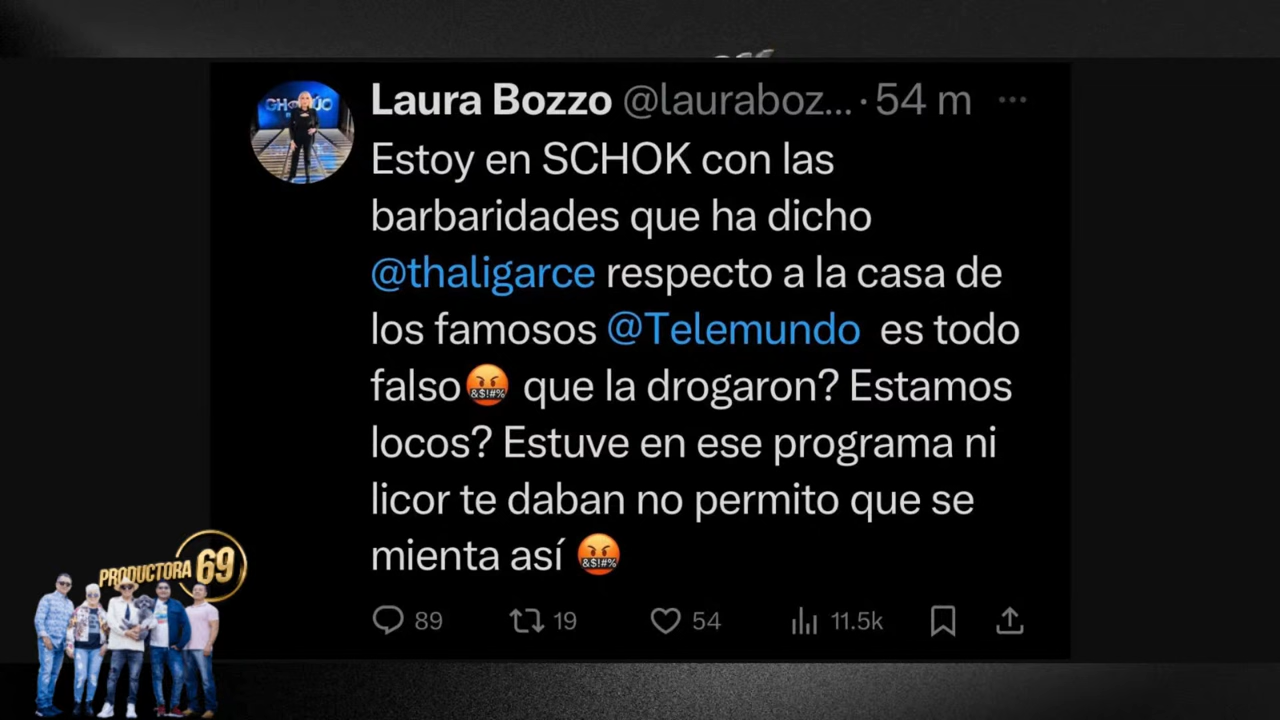 Laura Bozzo @lauraboz... · 54 m
Estoy en SCHOK con las
barbaridades que ha dicho
@thaligarce respecto a la casa de
los famosos @Telemundo es todo
falso🤬 que la drogaron? Estamos
locos? Estuve en ese programa ni
licor te daban no permito que se
mienta así 🤬
89 19 54 11.5k
PRODUCTORA 69